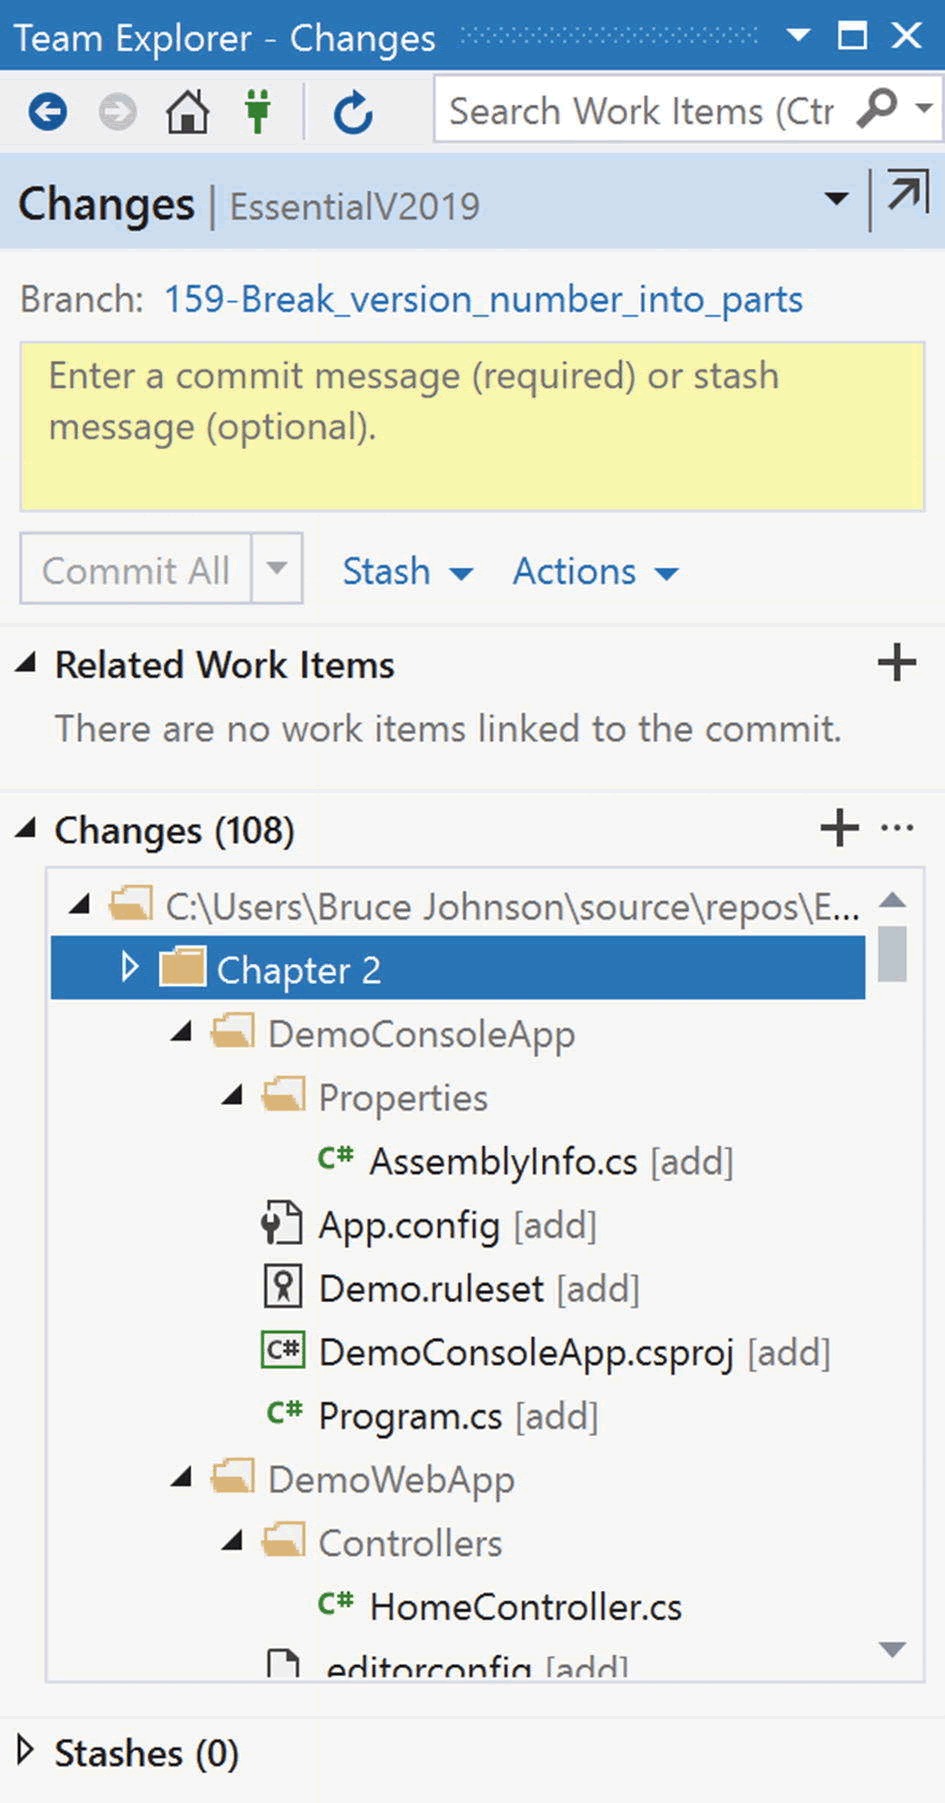 Team Explorer - Changes
Search Work Items (Ctr
Changes | EssentialV2019
Branch: 159-Break_version_number_into_parts
Enter a commit message (required) or stash
message (optional).
Commit All Stash Actions
Related Work Items
There are no work items linked to the commit.
Changes (108)
C:\Users\Bruce Johnson\source\repos\E...
Chapter 2
DemoConsoleApp
Properties
C# AssemblyInfo.cs [add]
App.config [add]
Demo.ruleset [add]
C# DemoConsoleApp.csproj [add]
C# Program.cs [add]
DemoWebApp
Controllers
C# HomeController.cs
.editorconfig [add]
Stashes (0)